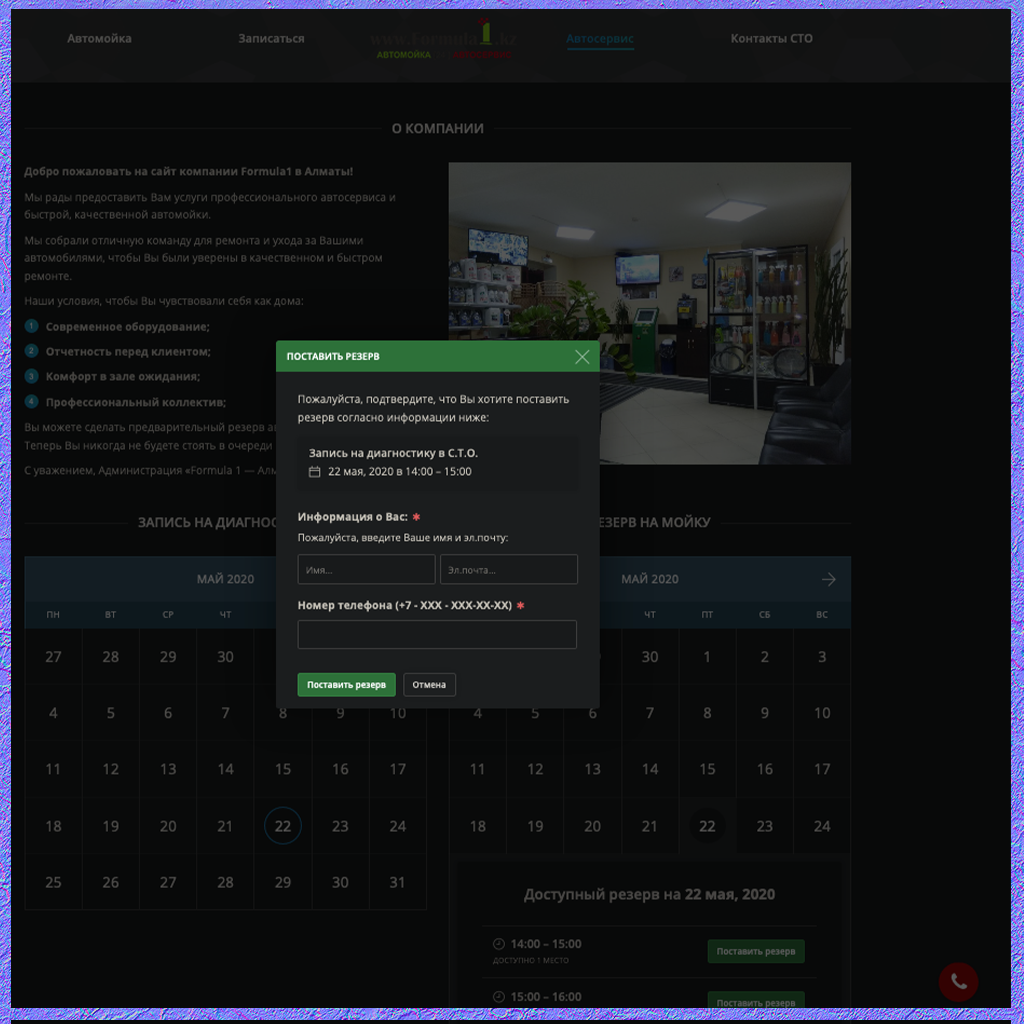 Автомойка
Записаться
www.Formula1.kz
АВТОМОЙКА
Автосервис
Контакты СТО
О КОМПАНИИ
Добро пожаловать на сайт компании Formula1 в Алматы!
Мы рады предоставить Вам услуги профессионального автосервиса и
быстрой, качественной автомойки.
Мы собрали отличную команду для ремонта и ухода за Вашими
автомобилями, чтобы Вы были уверены в качественном и быстром
ремонте.
Наши условия, чтобы Вы чувствовали себя как дома:
1 Современное оборудование;
2 Отчетность перед клиентом;
3 Комфорт в зале ожидания;
4 Профессиональный коллектив;
Вы можете сделать предварительный резерв
Теперь Вы никогда не будете стоять в очереди
С уважением, Администрация «Formula 1 —
ПОСТАВИТЬ РЕЗЕРВ
Пожалуйста, подтвердите, что Вы хотите поставить
резерв согласно информации ниже:
Запись на диагностику в С.Т.О.
22 мая, 2020 в 14:00 – 15:00
Информация о Вас: *
Пожалуйста, введите Ваше имя и эл.почту:
Имя...
Эл.почта...
Номер телефона (+7 - XXX - XXX-XX-XX) *
Поставить резерв
Отмена
ЗАПИСЬ НА
МАЙ 2020
ПН ВТ СР ЧТ
27 28 29 30
4 5 6 7 8 9 10
11 12 13 14 15 16 17
18 19 20 21 22 23 24
25 26 27 28 29 30 31
НА МОЙКУ
МАЙ 2020
ЧТ ПТ СБ ВС
30 1 2 3
4 5 6 7 8 9 10
11 12 13 14 15 16 17
18 19 20 21 22 23 24
Доступный резерв на 22 мая, 2020
14:00 – 15:00
ДОСТУПНО 1 МЕСТО
Поставить резерв
15:00 – 16:00
Поставить резерв